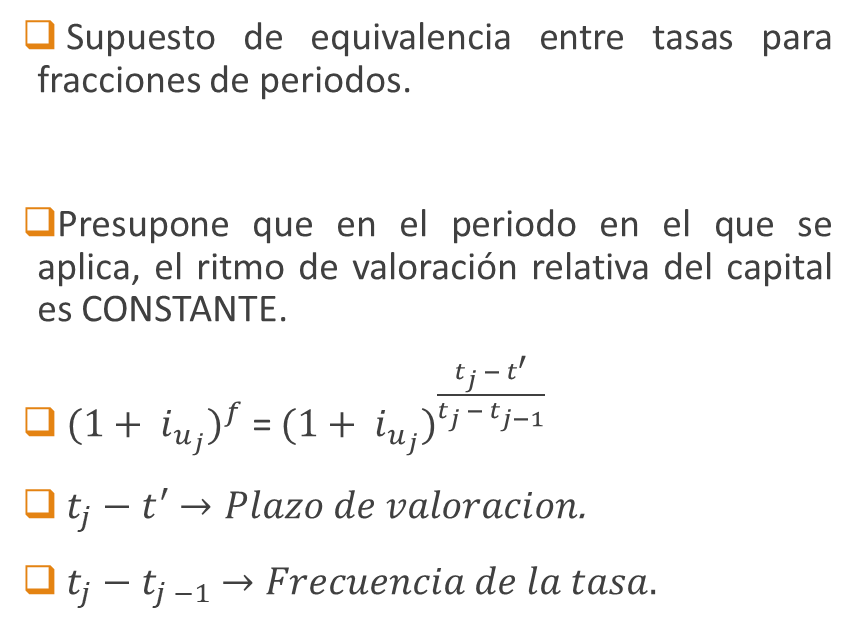 ❑ Supuesto de equivalencia entre tasas para
fracciones de periodos.
❑Presupone que en el periodo en el que se
aplica, el ritmo de valoración relativa del capital
es CONSTANTE.
❑ (1 + i_{u_j})^f = (1 + i_{u_j})^{\frac{t_j – t′}{t_j – t_{j−1}}}
❑ t_j − t′ → Plazo de valoracion.
❑ t_j − t_{j −1} → Frecuencia de la tasa.